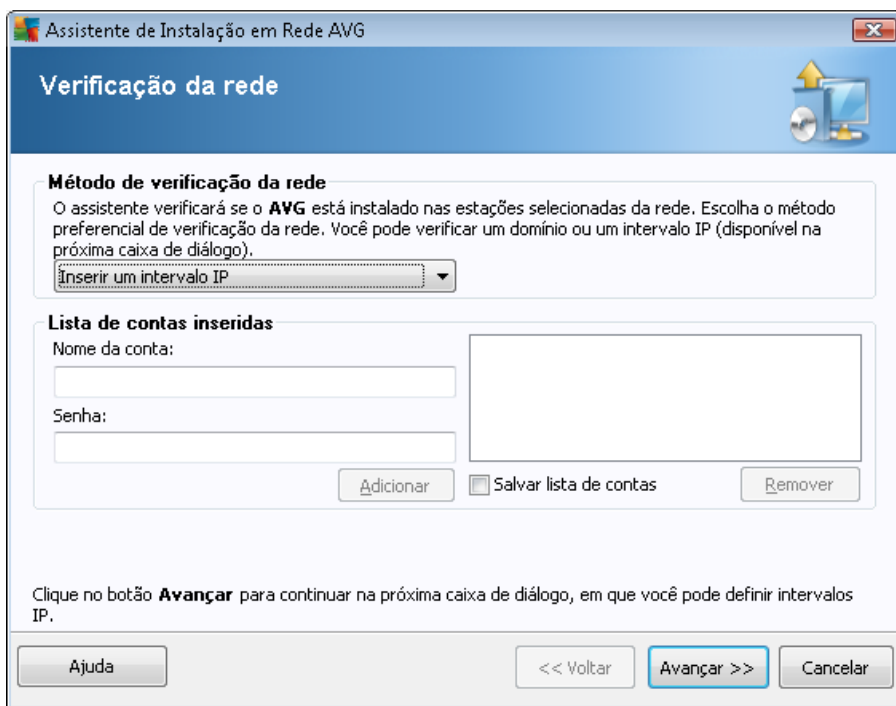 Assistente de Instalação em Rede AVG
Verificação da rede
Método de verificação da rede
O assistente verificará se o AVG está instalado nas estações selecionadas da rede. Escolha o método
preferencial de verificação da rede. Você pode verificar um domínio ou um intervalo IP (disponível na
próxima caixa de diálogo).
Inserir um intervalo IP
Lista de contas inseridas
Nome da conta:
Senha:
Adicionar
Salvar lista de contas
Remover
Clique no botão Avançar para continuar na próxima caixa de diálogo, em que você pode definir intervalos
IP.
Ajuda
<< Voltar
Avançar >>
Cancelar